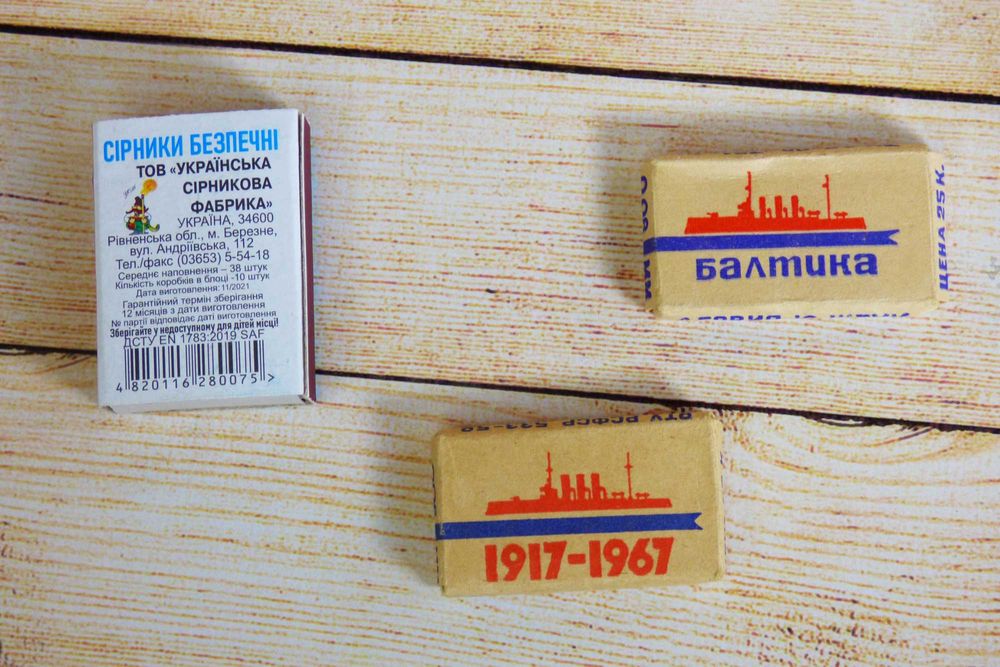 СІРНИКИ БЕЗПЕЧНІ
ТОВ «УКРАЇНСЬКА
СІРНИКОВА
ФАБРИКА»
УКРАЇНА, 34600
Рівненська обл., м. Березне,
вул. Андріївська, 112
Тел./факс (03653) 5-54-18
Середнє наповнення – 38 штук
Кількість коробків в блоці -10 штук
Дата виготовлення: 11/2021
Гарантійний термін зберігання
12 місяців з дати виготовлення
№ партії відповідає даті виготовлення
Зберігайте у недоступному для дітей місці!
ДСТУ EN 1783:2019 SAF
4 820116 280075 >
балтика
ЦЕНА 25 К.
РТУ РСФСР
1917-1967